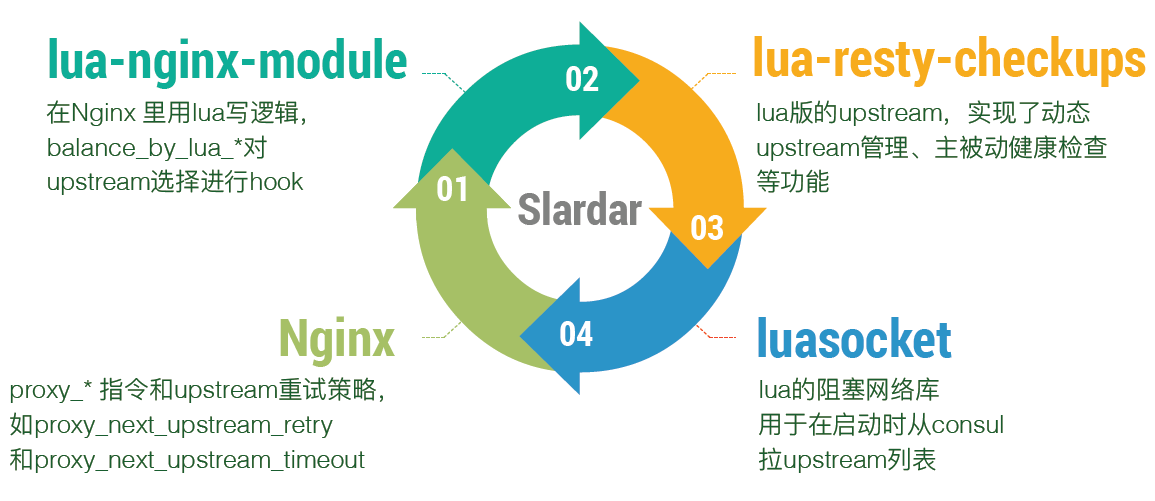 lua-nginx-module
在Nginx 里用lua写逻辑，
balance_by_lua_*对
upstream选择进行hook
lua-resty-checkups
lua版的upstream，实现了动态
upstream管理、主被动健康检查
等功能
02
01
Slardar
03
04
Nginx
proxy_* 指令和upstream重试策略，
如proxy_next_upstream_retry
和proxy_next_upstream_timeout
luasocket
lua的阻塞网络库
用于在启动时从consul
拉upstream列表